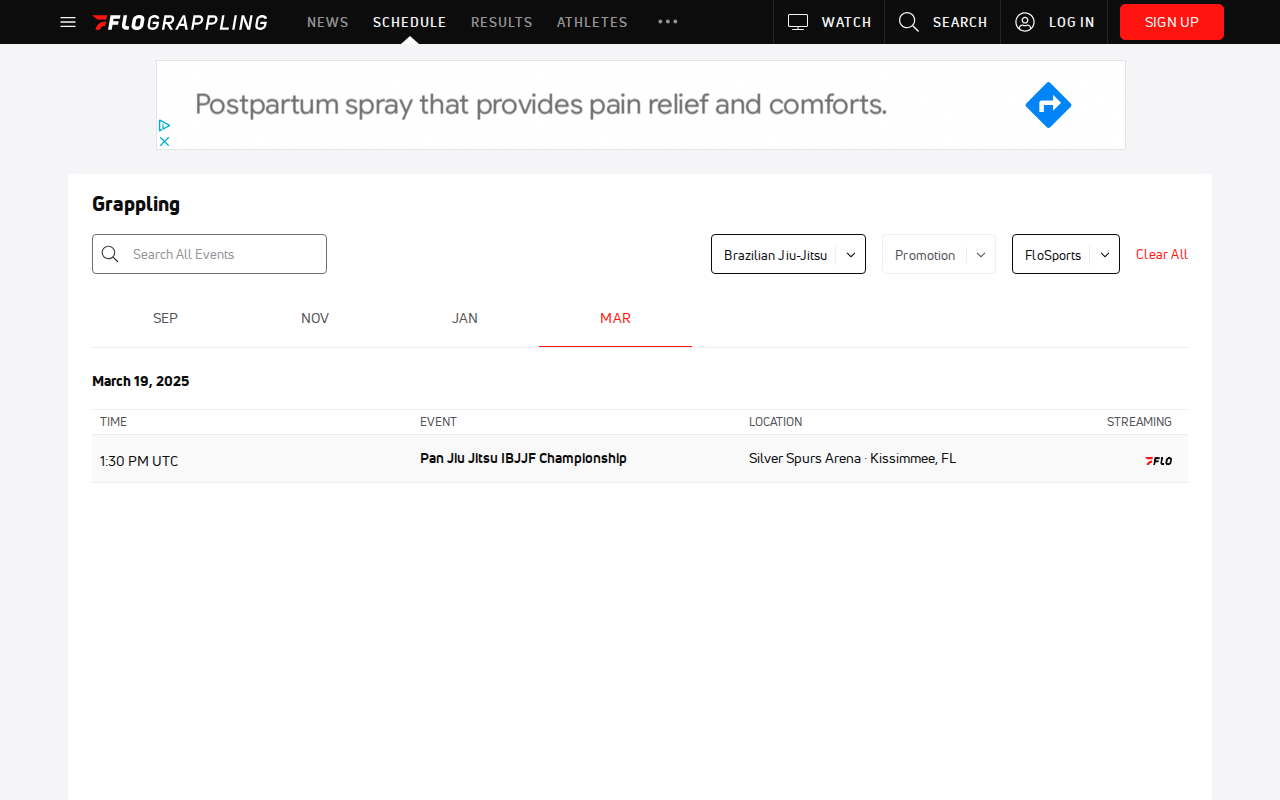 FLOGRAPPLING NEWS SCHEDULE RESULTS ATHLETES WATCH SEARCH LOG IN SIGN UP
Postpartum spray that provides pain relief and comforts.
Grappling
Search All Events Brazilian Jiu-Jitsu Promotion FloSports Clear All
SEP NOV JAN MAR
March 19, 2025
TIME EVENT LOCATION STREAMING
1:30 PM UTC Pan Jiu Jitsu IBJJF Championship Silver Spurs Arena · Kissimmee, FL FLO